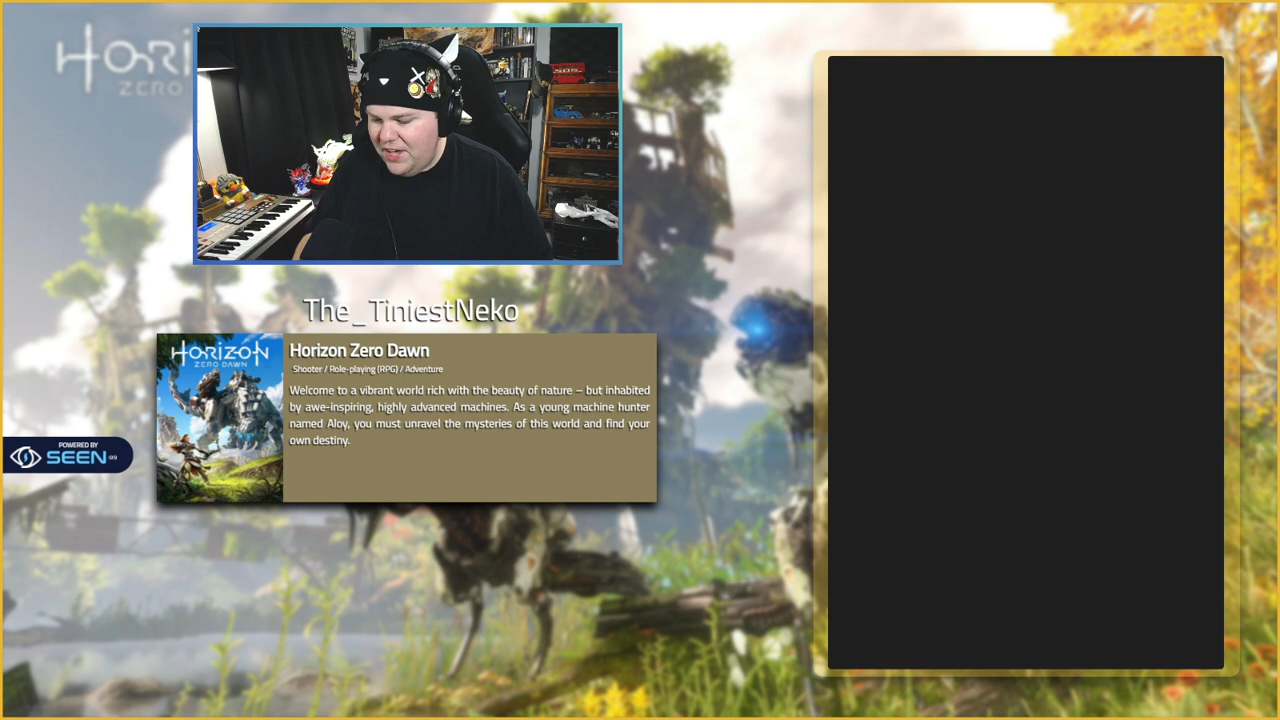 HORI
ZERO
The_TiniestNeko
HORIZON
ZERO DAWN
Horizon Zero Dawn
Shooter / Role-playing (RPG) / Adventure
Welcome to a vibrant world rich with the beauty of nature – but inhabited
by awe-inspiring, highly advanced machines. As a young machine hunter
named Aloy, you must unravel the mysteries of this world and find your
own destiny.
POWERED BY
SEEN